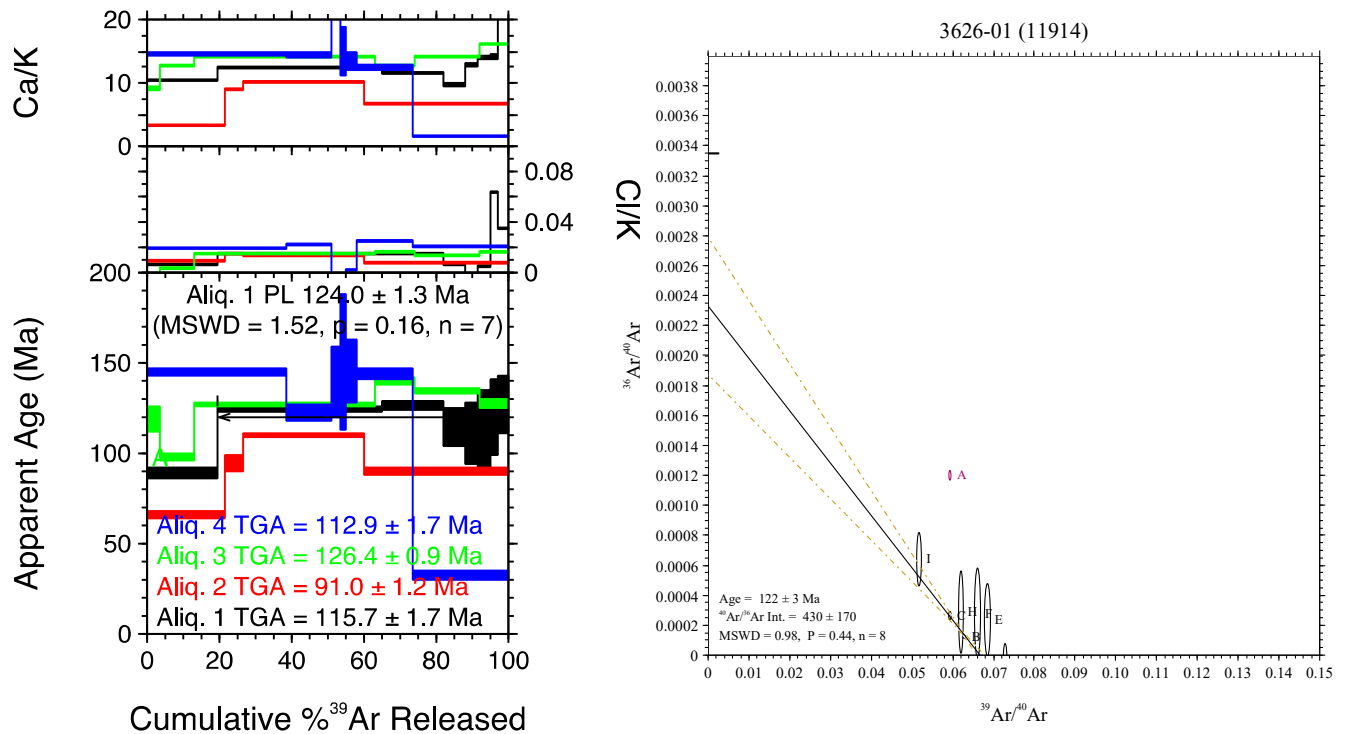 Ca/K
20
10
0
Cl/K
0.08
0.04
0
Apparent Age (Ma)
200
150
100
50
0
Aliq. 1 PL 124.0 ± 1.3 Ma
(MSWD = 1.52, p = 0.16, n = 7)
Aliq. 4 TGA = 112.9 ± 1.7 Ma
Aliq. 3 TGA = 126.4 ± 0.9 Ma
Aliq. 2 TGA = 91.0 ± 1.2 Ma
Aliq. 1 TGA = 115.7 ± 1.7 Ma
0 20 40 60 80 100
Cumulative %³⁹Ar Released
3626-01 (11914)
³⁶Ar/⁴⁰Ar
0.0038
0.0036
0.0034
0.0032
0.0030
0.0028
0.0026
0.0024
0.0022
0.0020
0.0018
0.0016
0.0014
0.0012
0.0010
0.0008
0.0006
0.0004
0.0002
0
A
I
C
H
F
E
B
Age = 122 ± 3 Ma
⁴⁰Ar/³⁶Ar Int. = 430 ± 170
MSWD = 0.98, P = 0.44, n = 8
0 0.01 0.02 0.03 0.04 0.05 0.06 0.07 0.08 0.09 0.10 0.11 0.12 0.13 0.14 0.15
³⁹Ar/⁴⁰Ar